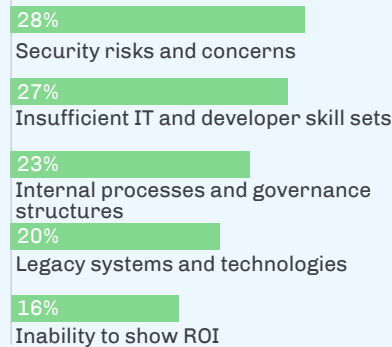 28%
Security risks and concerns
27%
Insufficient IT and developer skill sets
23%
Internal processes and governance
structures
20%
Legacy systems and technologies
16%
Inability to show ROI